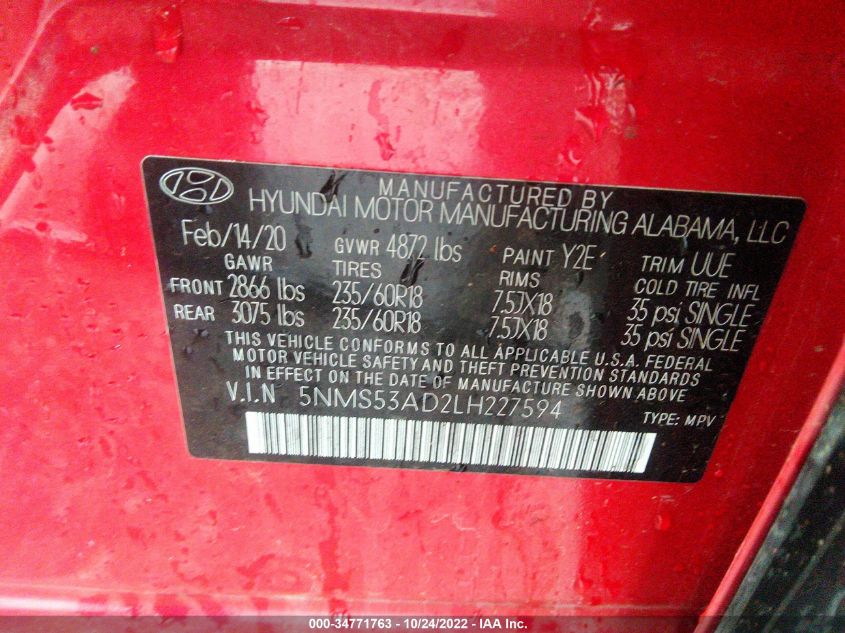 MANUFACTURED BY
HYUNDAI MOTOR MANUFACTURING ALABAMA, LLC
Feb/14/20 GVWR 4872 lbs PAINT Y2E TRIM UUE
GAWR TIRES RIMS COLD TIRE INFL
FRONT 2866 lbs 235/60R18 7.5JX18 35 psi SINGLE
REAR 3075 lbs 235/60R18 7.5JX18 35 psi SINGLE
THIS VEHICLE CONFORMS TO ALL APPLICABLE U.S.A. FEDERAL
MOTOR VEHICLE SAFETY AND THEFT PREVENTION STANDARDS
IN EFFECT ON THE DATE OF MANUFACTURE SHOWN ABOVE
V.I.N 5NMS53AD2LH227594 TYPE: MPV
000-34771763 - 10/24/2022 - IAA Inc.